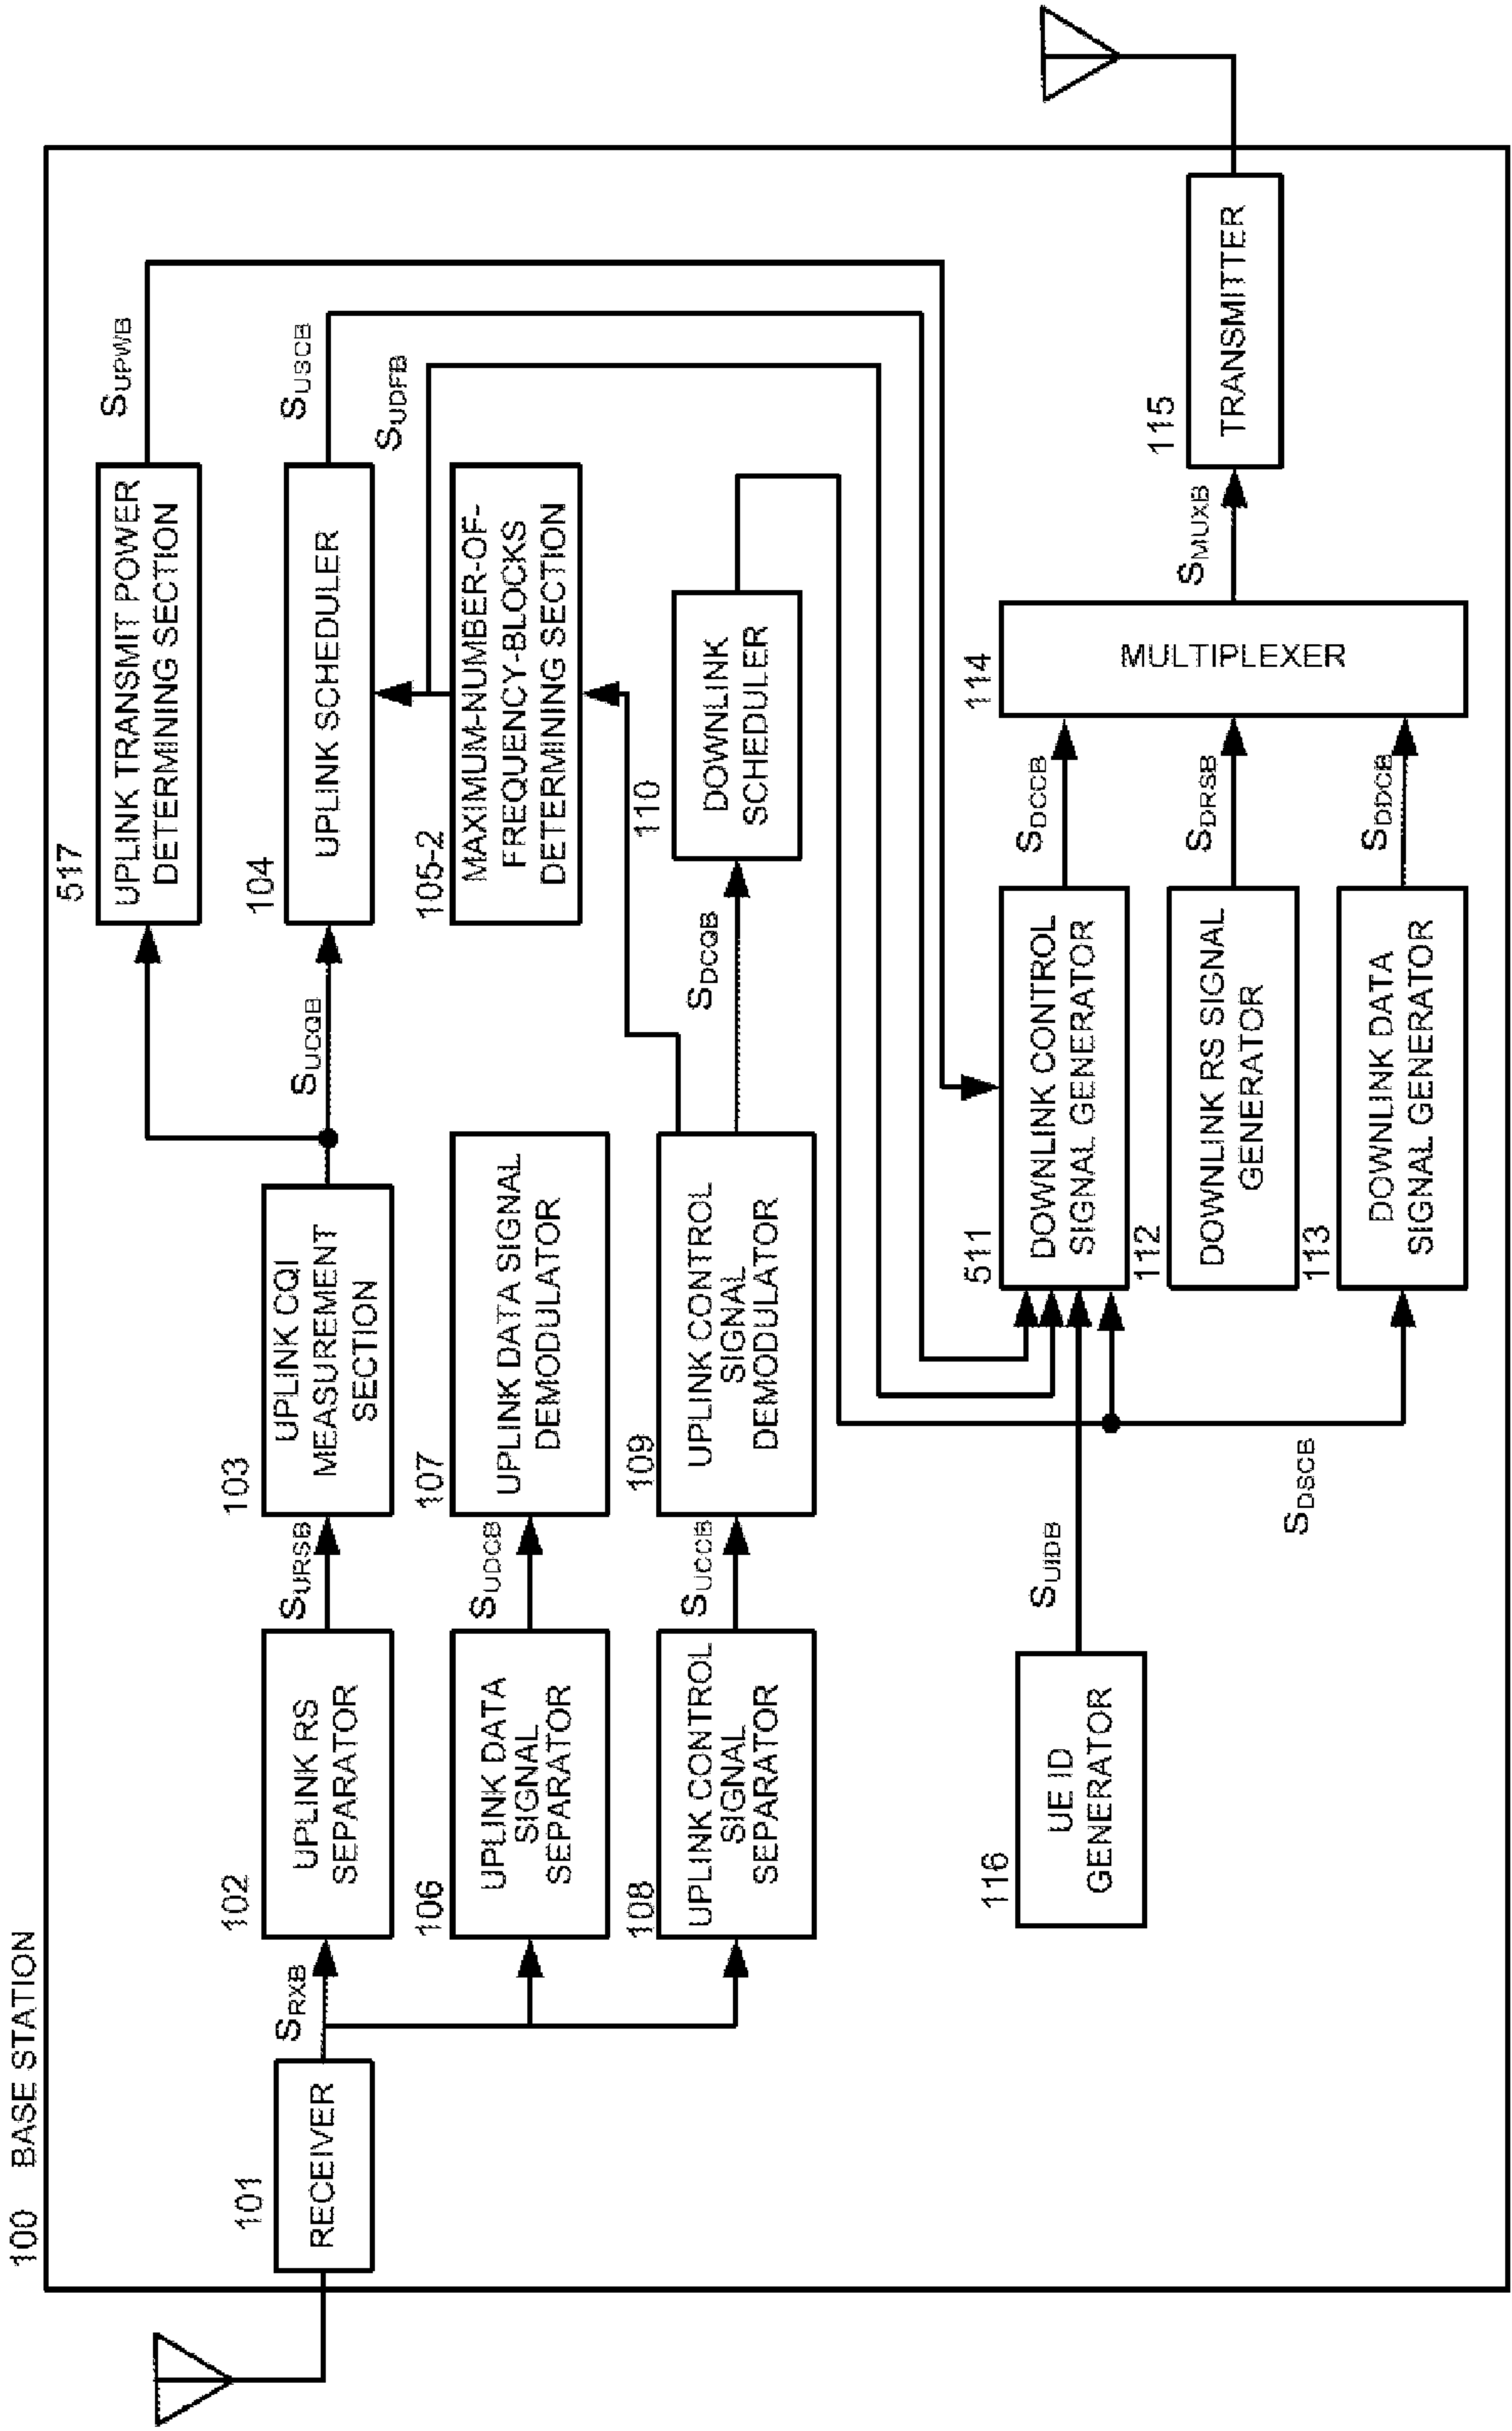 100 BASE STATION
101
RECEIVER
SRXB
102
UPLINK RS
SEPARATOR
SURSB
103
UPLINK CQI
MEASUREMENT
SECTION
SUCQB
517
UPLINK TRANSMIT POWER
DETERMINING SECTION
SUPWB
104
UPLINK SCHEDULER
SUSCB
SUDFB
105-2
MAXIMUM-NUMBER-OF-
FREQUENCY-BLOCKS
DETERMINING SECTION
106
UPLINK DATA
SIGNAL
SEPARATOR
SUDCB
107
UPLINK DATA SIGNAL
DEMODULATOR
108
UPLINK CONTROL
SIGNAL
SEPARATOR
SUCCB
109
UPLINK CONTROL
SIGNAL
DEMODULATOR
SDCQB
110
DOWNLINK
SCHEDULER
116
UE ID
GENERATOR
SUIDB
SDSCB
511
DOWNLINK CONTROL
SIGNAL GENERATOR
SDCCB
112
DOWNLINK RS SIGNAL
GENERATOR
SDRSB
113
DOWNLINK DATA
SIGNAL GENERATOR
SDDCB
114
MULTIPLEXER
SMUXB
115
TRANSMITTER